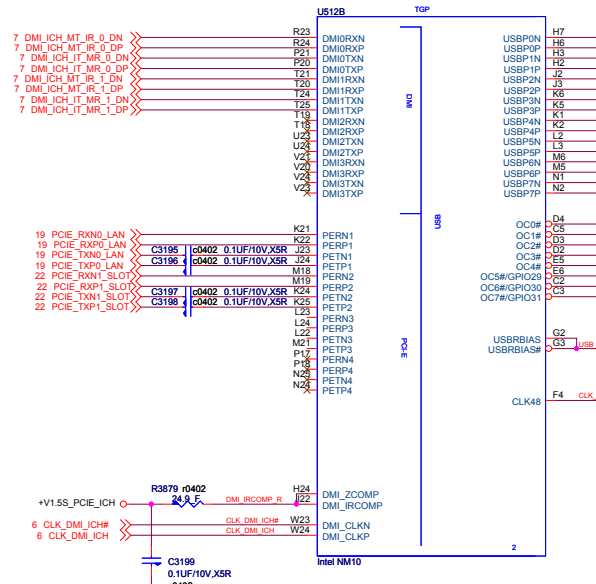 U512B
TGP
7 DMI_ICH_MT_IR_0_DN R23 DMI0RXN USBP0N H7
7 DMI_ICH_MT_IR_0_DP R24 DMI0RXP USBP0P H6
7 DMI_ICH_IT_MR_0_DN P21 DMI0TXN USBP1N H3
7 DMI_ICH_IT_MR_0_DP P20 DMI0TXP USBP1P H2
7 DMI_ICH_MT_IR_1_DN T21 DMI1RXN USBP2N J2
7 DMI_ICH_MT_IR_1_DP T20 DMI1RXP USBP2P J3
7 DMI_ICH_IT_MR_1_DN T24 DMI1TXN USBP3N K6
7 DMI_ICH_IT_MR_1_DP T25 DMI1TXP USBP3P K5
T19 DMI2RXN USBP4N K1
T18 DMI2RXP USBP4P K2
U23 DMI2TXN USBP5N L2
U24 DMI2TXP USBP5P L3
V21 DMI3RXN USBP6N M6
V20 DMI3RXP USBP6P M5
V24 DMI3TXN USBP7N N1
V23 DMI3TXP USBP7P N2
DMI
USB
OC0# D4
19 PCIE_RXN0_LAN K21 PERN1 OC1# C5
19 PCIE_RXP0_LAN K22 PERP1 OC2# D3
19 PCIE_TXN0_LAN C3195 c0402 0.1UF/10V,X5R J23 PETN1 OC3# D2
19 PCIE_TXP0_LAN C3196 c0402 0.1UF/10V,X5R J24 PETP1 OC4# E5
22 PCIE_RXN1_SLOT M18 PERN2 OC5#/GPIO29 E6
22 PCIE_RXP1_SLOT M19 PERP2 OC6#/GPIO30 C2
22 PCIE_TXN1_SLOT C3197 c0402 0.1UF/10V,X5R K24 PETN2 OC7#/GPIO31 C3
22 PCIE_TXP1_SLOT C3198 c0402 0.1UF/10V,X5R K25 PETP2
L23 PERN3
L24 PERP3
L22 PETN3 USBRBIAS G2
M21 PETP3 USBRBIAS# G3 USB_
P17 PERN4
P18 PERP4
N25 PETN4
N24 PETP4
PCI-E
CLK48 F4 CLK_
R3879 r0402
24.9 F
+V1.5S_PCIE_ICH
DMI_IRCOMP_R
H24 DMI_ZCOMP
J22 DMI_IRCOMP
6 CLK_DMI_ICH# CLK_DMI_ICH# W23 DMI_CLKN
6 CLK_DMI_ICH CLK_DMI_ICH W24 DMI_CLKP
2
Intel NM10
C3199
0.1UF/10V,X5R